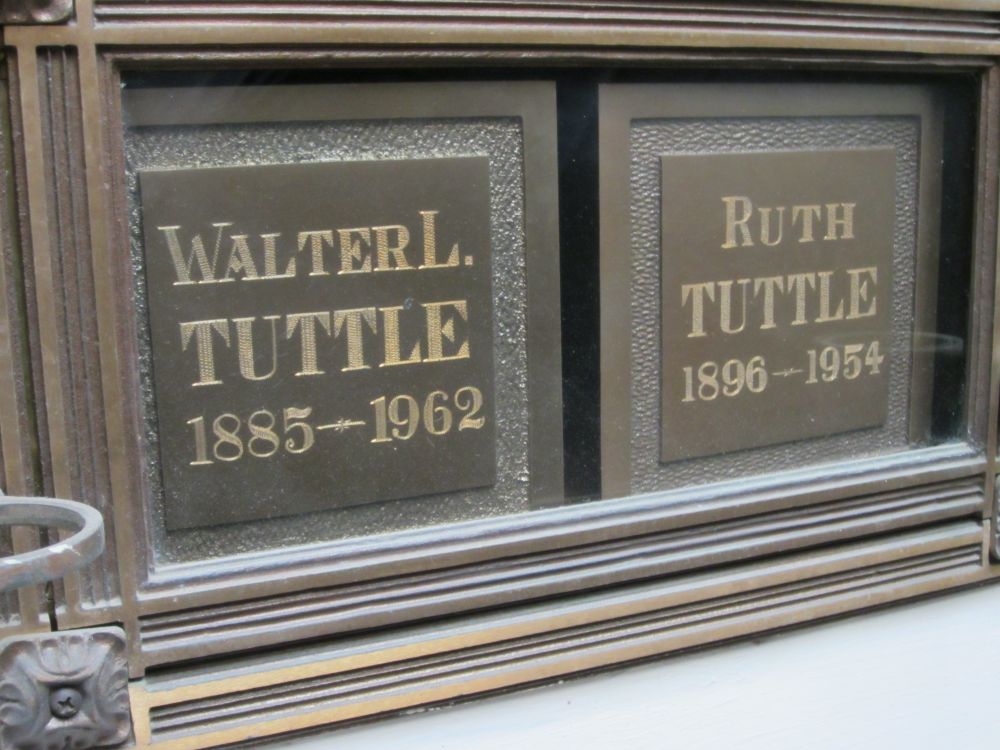 WALTER L.
TUTTLE
1885-1962
RUTH
TUTTLE
1896-1954